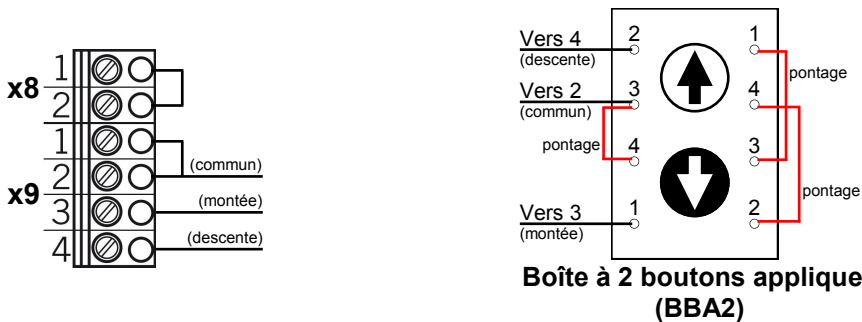 x8
1
2
x9
1
2 (commun)
3 (montée)
4 (descente)
Vers 4 2 1
(descente)
pontage
Vers 2 3 4
(commun)
pontage 4 3
pontage
Vers 3 1 2
(montée)
Boîte à 2 boutons applique
(BBA2)